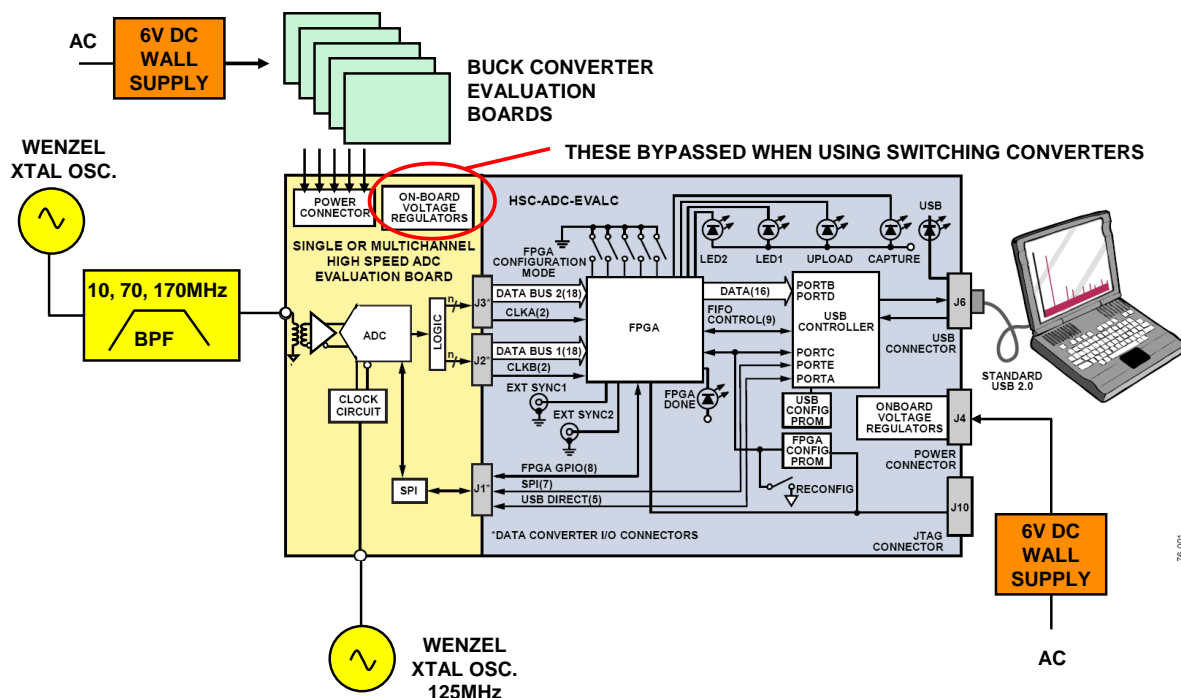 AC
6V DC
WALL
SUPPLY
BUCK CONVERTER
EVALUATION
BOARDS
WENZEL
XTAL OSC.
THESE BYPASSED WHEN USING SWITCHING CONVERTERS
POWER
CONNECTOR
ON-BOARD
VOLTAGE
REGULATORS
HSC-ADC-EVALC
USB
SINGLE OR MULTICHANNEL
HIGH SPEED ADC
EVALUATION BOARD
FPGA
CONFIGURATION
MODE
LED2
LED1
UPLOAD
CAPTURE
10, 70, 170MHz
BPF
ADC
LOGIC
n
n
CLOCK
CIRCUIT
SPI
J3*
J2*
J1*
DATA BUS 2(18)
CLKA(2)
DATA BUS 1(18)
CLKB(2)
EXT SYNC1
EXT SYNC2
FPGA
DATA(16)
FIFO
CONTROL(9)
PORTB
PORTD
USB
CONTROLLER
PORTC
PORTE
PORTA
FPGA
DONE
USB CONFIG
PROM
FPGA
CONFIG
PROM
RECONFIG
FPGA GPIO(8)
SPI(7)
USB DIRECT(5)
*DATA CONVERTER I/O CONNECTORS
J6
USB
CONNECTOR
STANDARD
USB 2.0
ONBOARD
VOLTAGE
REGULATORS
J4
POWER
CONNECTOR
J10
JTAG
CONNECTOR
6V DC
WALL
SUPPLY
AC
WENZEL
XTAL OSC.
125MHz